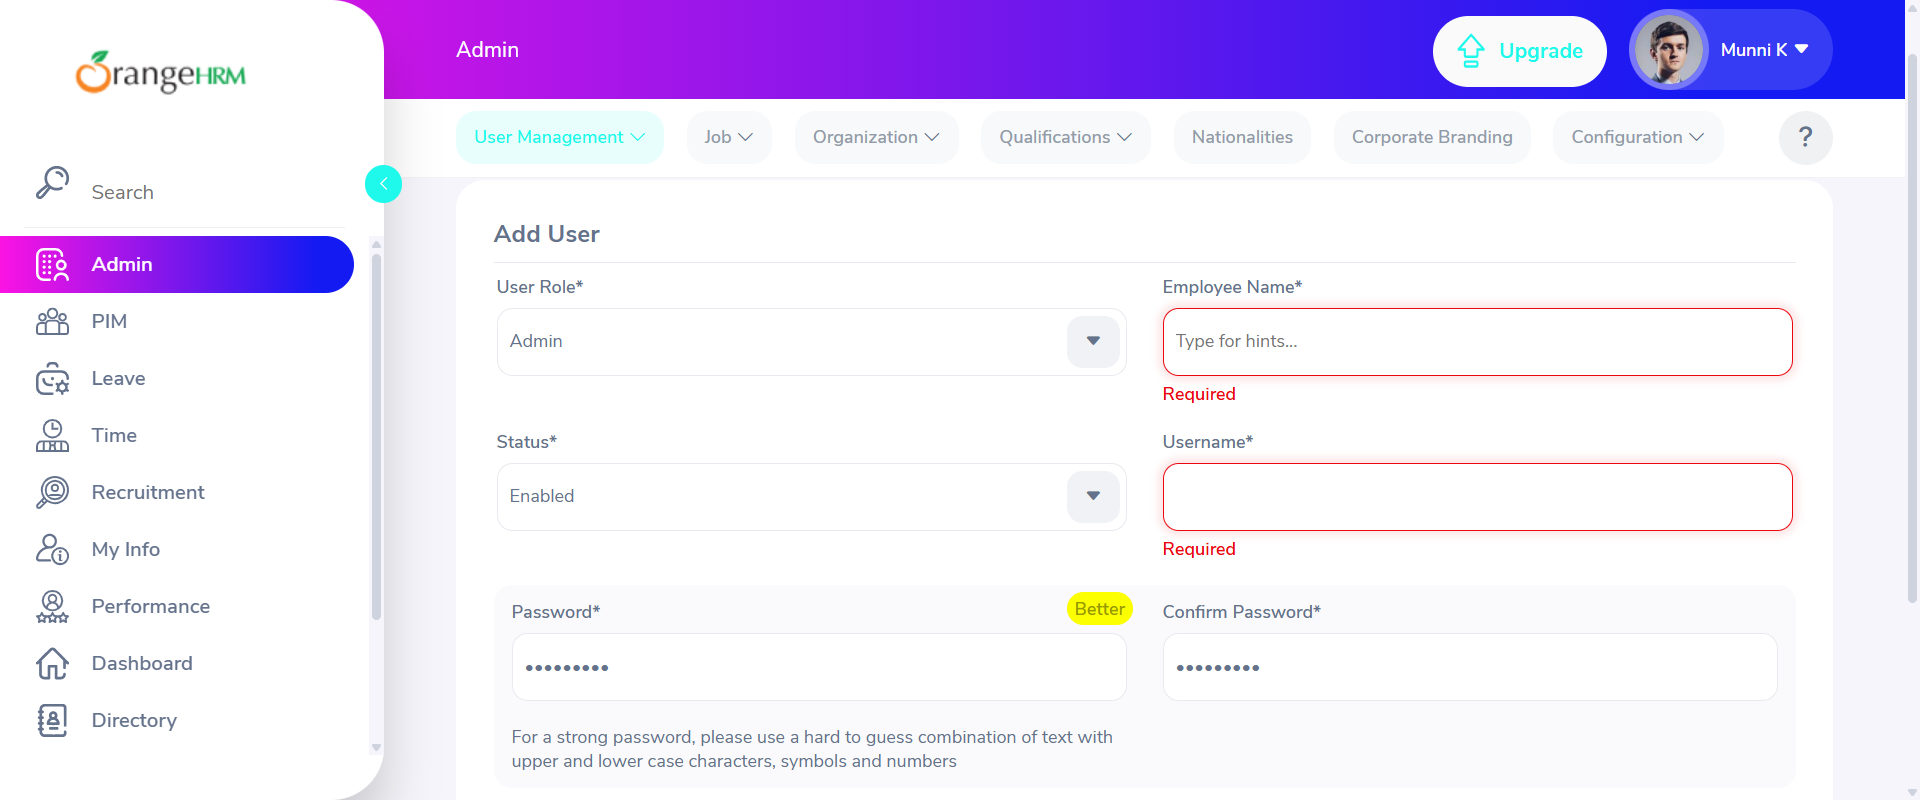 OrangeHRM
Search
Admin
PIM
Leave
Time
Recruitment
My Info
Performance
Dashboard
Directory
Admin
Upgrade
Munni K
User Management
Job
Organization
Qualifications
Nationalities
Corporate Branding
Configuration
?
Add User
User Role*
Admin
Employee Name*
Type for hints...
Required
Status*
Enabled
Username*
Required
Password*
Better
Confirm Password*
For a strong password, please use a hard to guess combination of text with
upper and lower case characters, symbols and numbers